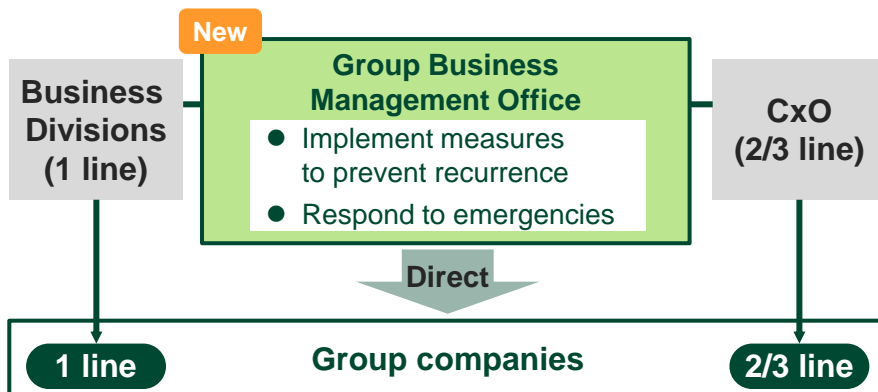 New
Business
Divisions
(1 line)
Group Business
Management Office
● Implement measures
to prevent recurrence
● Respond to emergencies
CxO
(2/3 line)
Direct
1 line
Group companies
2/3 line